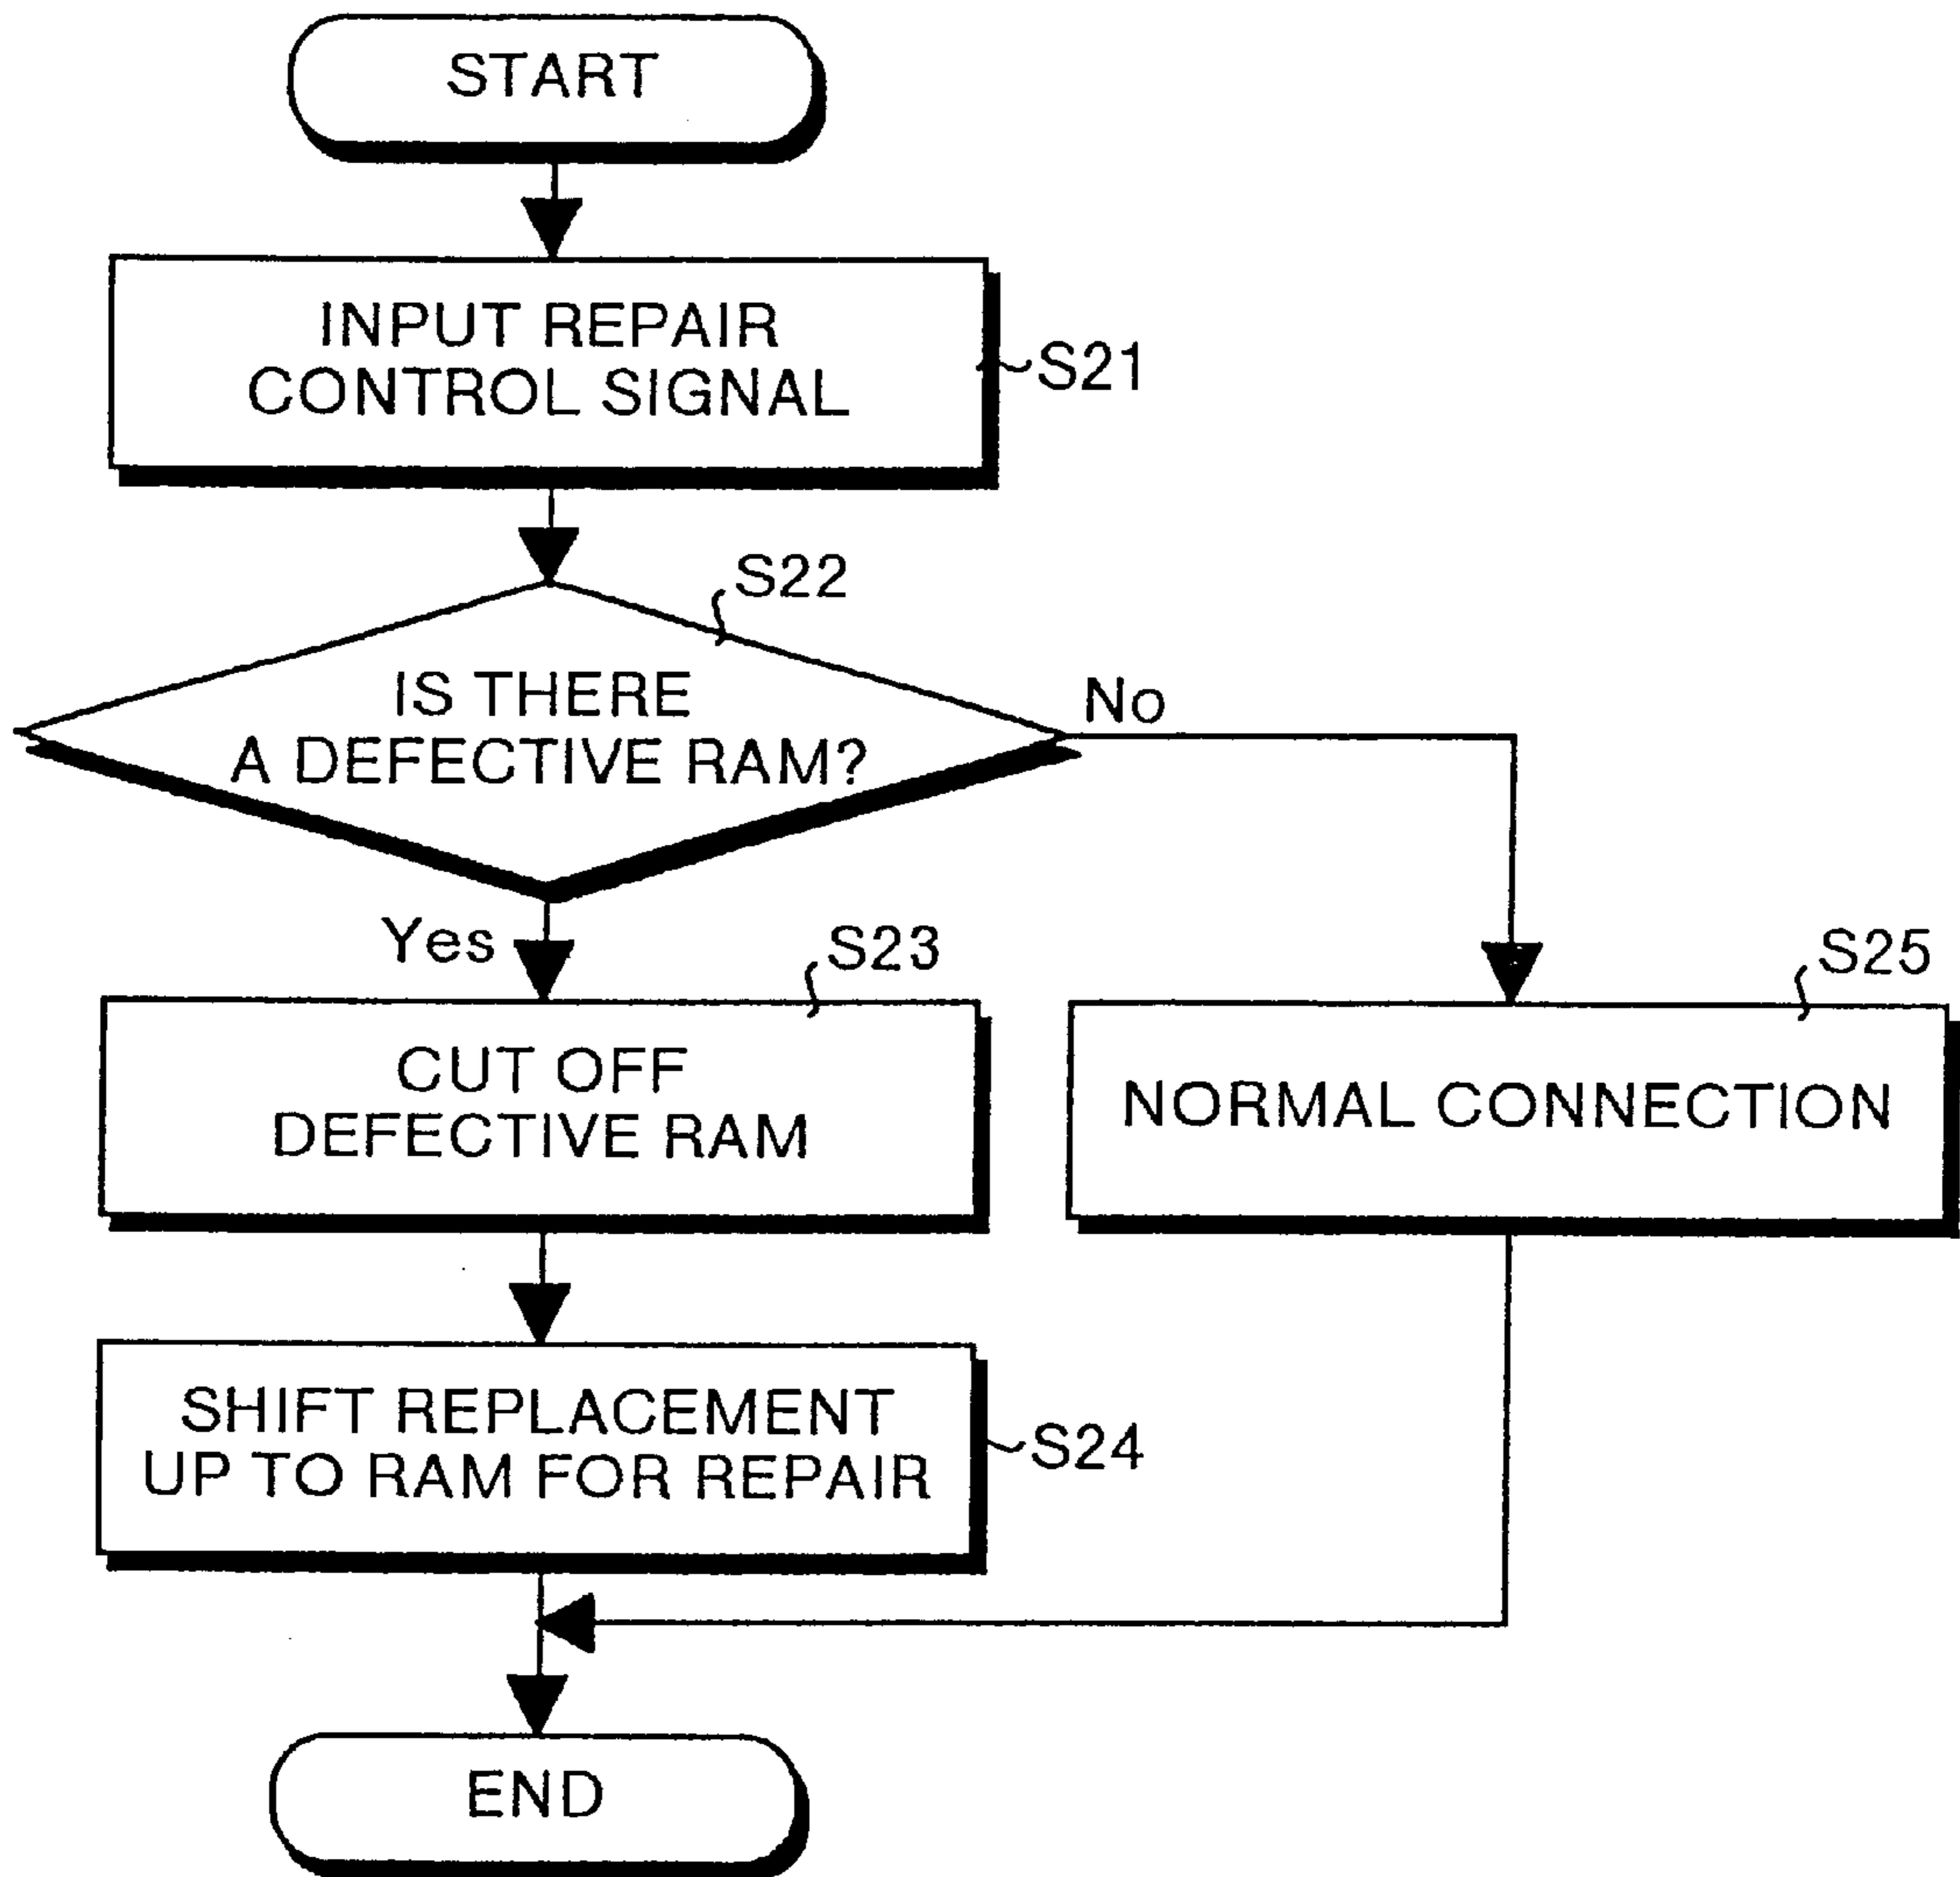 START
INPUT REPAIR
CONTROL SIGNAL
S21
S22
IS THERE
A DEFECTIVE RAM?
No
Yes
S23
CUT OFF
DEFECTIVE RAM
S25
NORMAL CONNECTION
SHIFT REPLACEMENT
UP TO RAM FOR REPAIR
S24
END